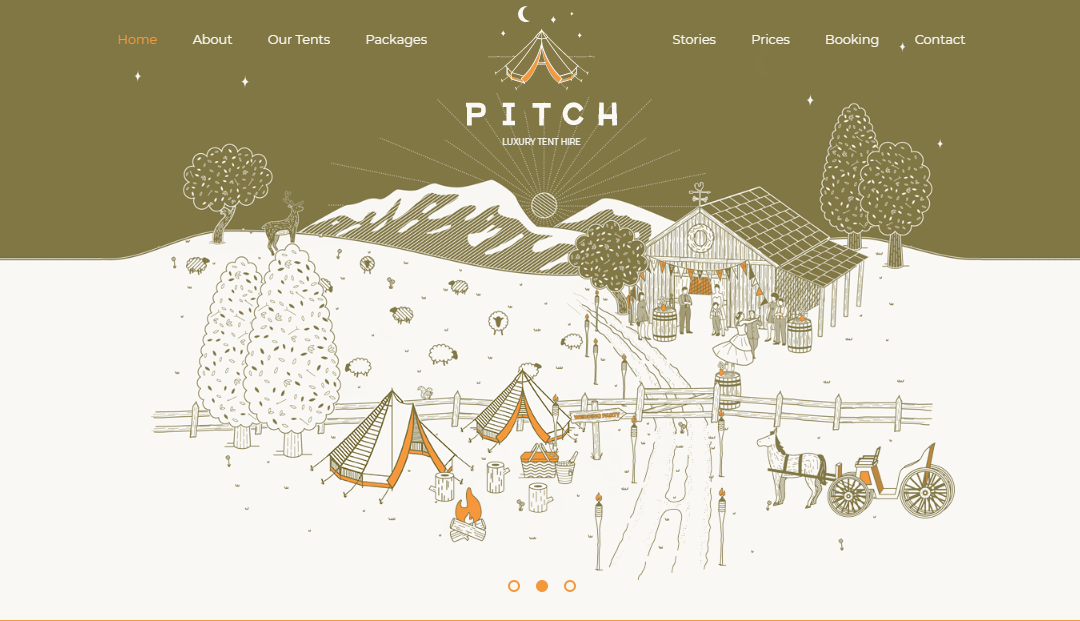 Home About Our Tents Packages Stories Prices Booking Contact
PITCH
LUXURY TENT HIRE
WEDDING PARTY